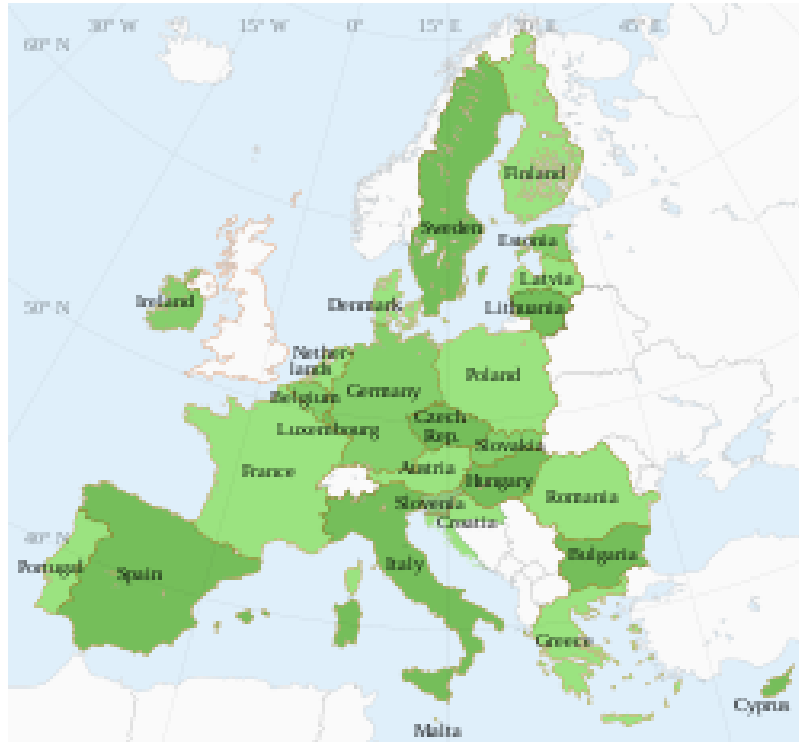 30° W
15° W
0°
15° E
30° E
45° E
60° N
Finland
Sweden
Estonia
Latvia
Ireland
Denmark
Lithuania
50° N
Nether-
lands
Poland
Germany
Belgium
Czech
Rep.
Luxembourg
Slovakia
Austria
France
Hungary
Romania
Slovenia
Croatia
40° N
Bulgaria
Portugal
Spain
Italy
Greece
Cyprus
Malta